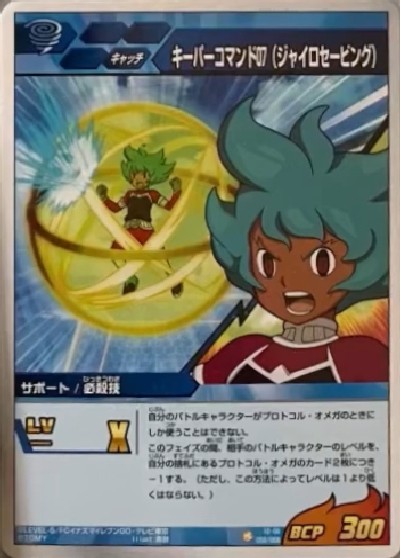 キャッチ
キーパーコマンド07（ジャイロセービング）
サポート / 必殺技
LV
X
自分のバトルキャラクターがプロトコル・オメガのときに
しか使うことはできない。
このフェイズの間、相手のバトルキャラクターのレベルを、
自分の捨札にあるプロトコル・オメガのカード2枚につき
-1する。（ただし、この方法によってレベルは1より低
くはならない。）
BCP 300